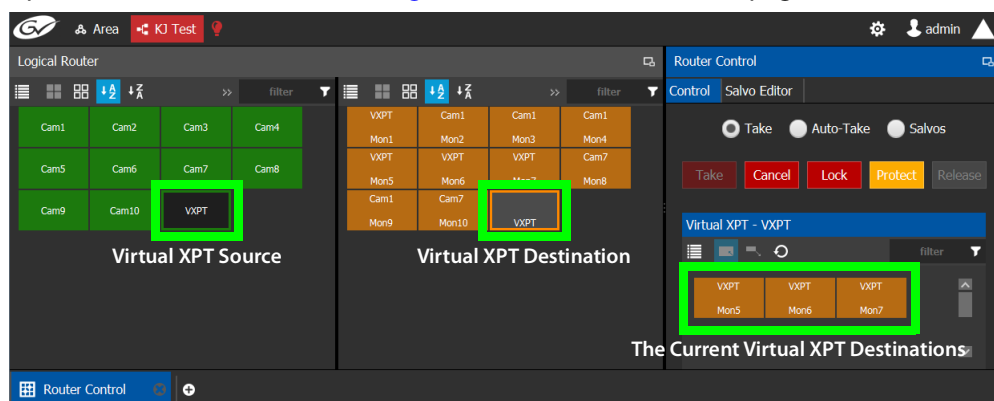 Area KJ Test admin
Logical Router
Router Control
filter
filter
Control Salvo Editor
Cam1 Cam2 Cam3 Cam4
Cam5 Cam6 Cam7 Cam8
Cam9 Cam10 VXPT
Virtual XPT Source
VXPT Cam1 Cam1 Cam1
Mon1 Mon2 Mon3 Mon4
VXPT VXPT VXPT Cam7
Mon5 Mon6 Mon7 Mon8
Cam1 Cam7
Mon9 Mon10 VXPT
Virtual XPT Destination
Take Auto-Take Salvos
Take Cancel Lock Protect Release
Virtual XPT - VXPT
filter
VXPT VXPT VXPT
Mon5 Mon6 Mon7
The Current Virtual XPT Destinations
Router Control